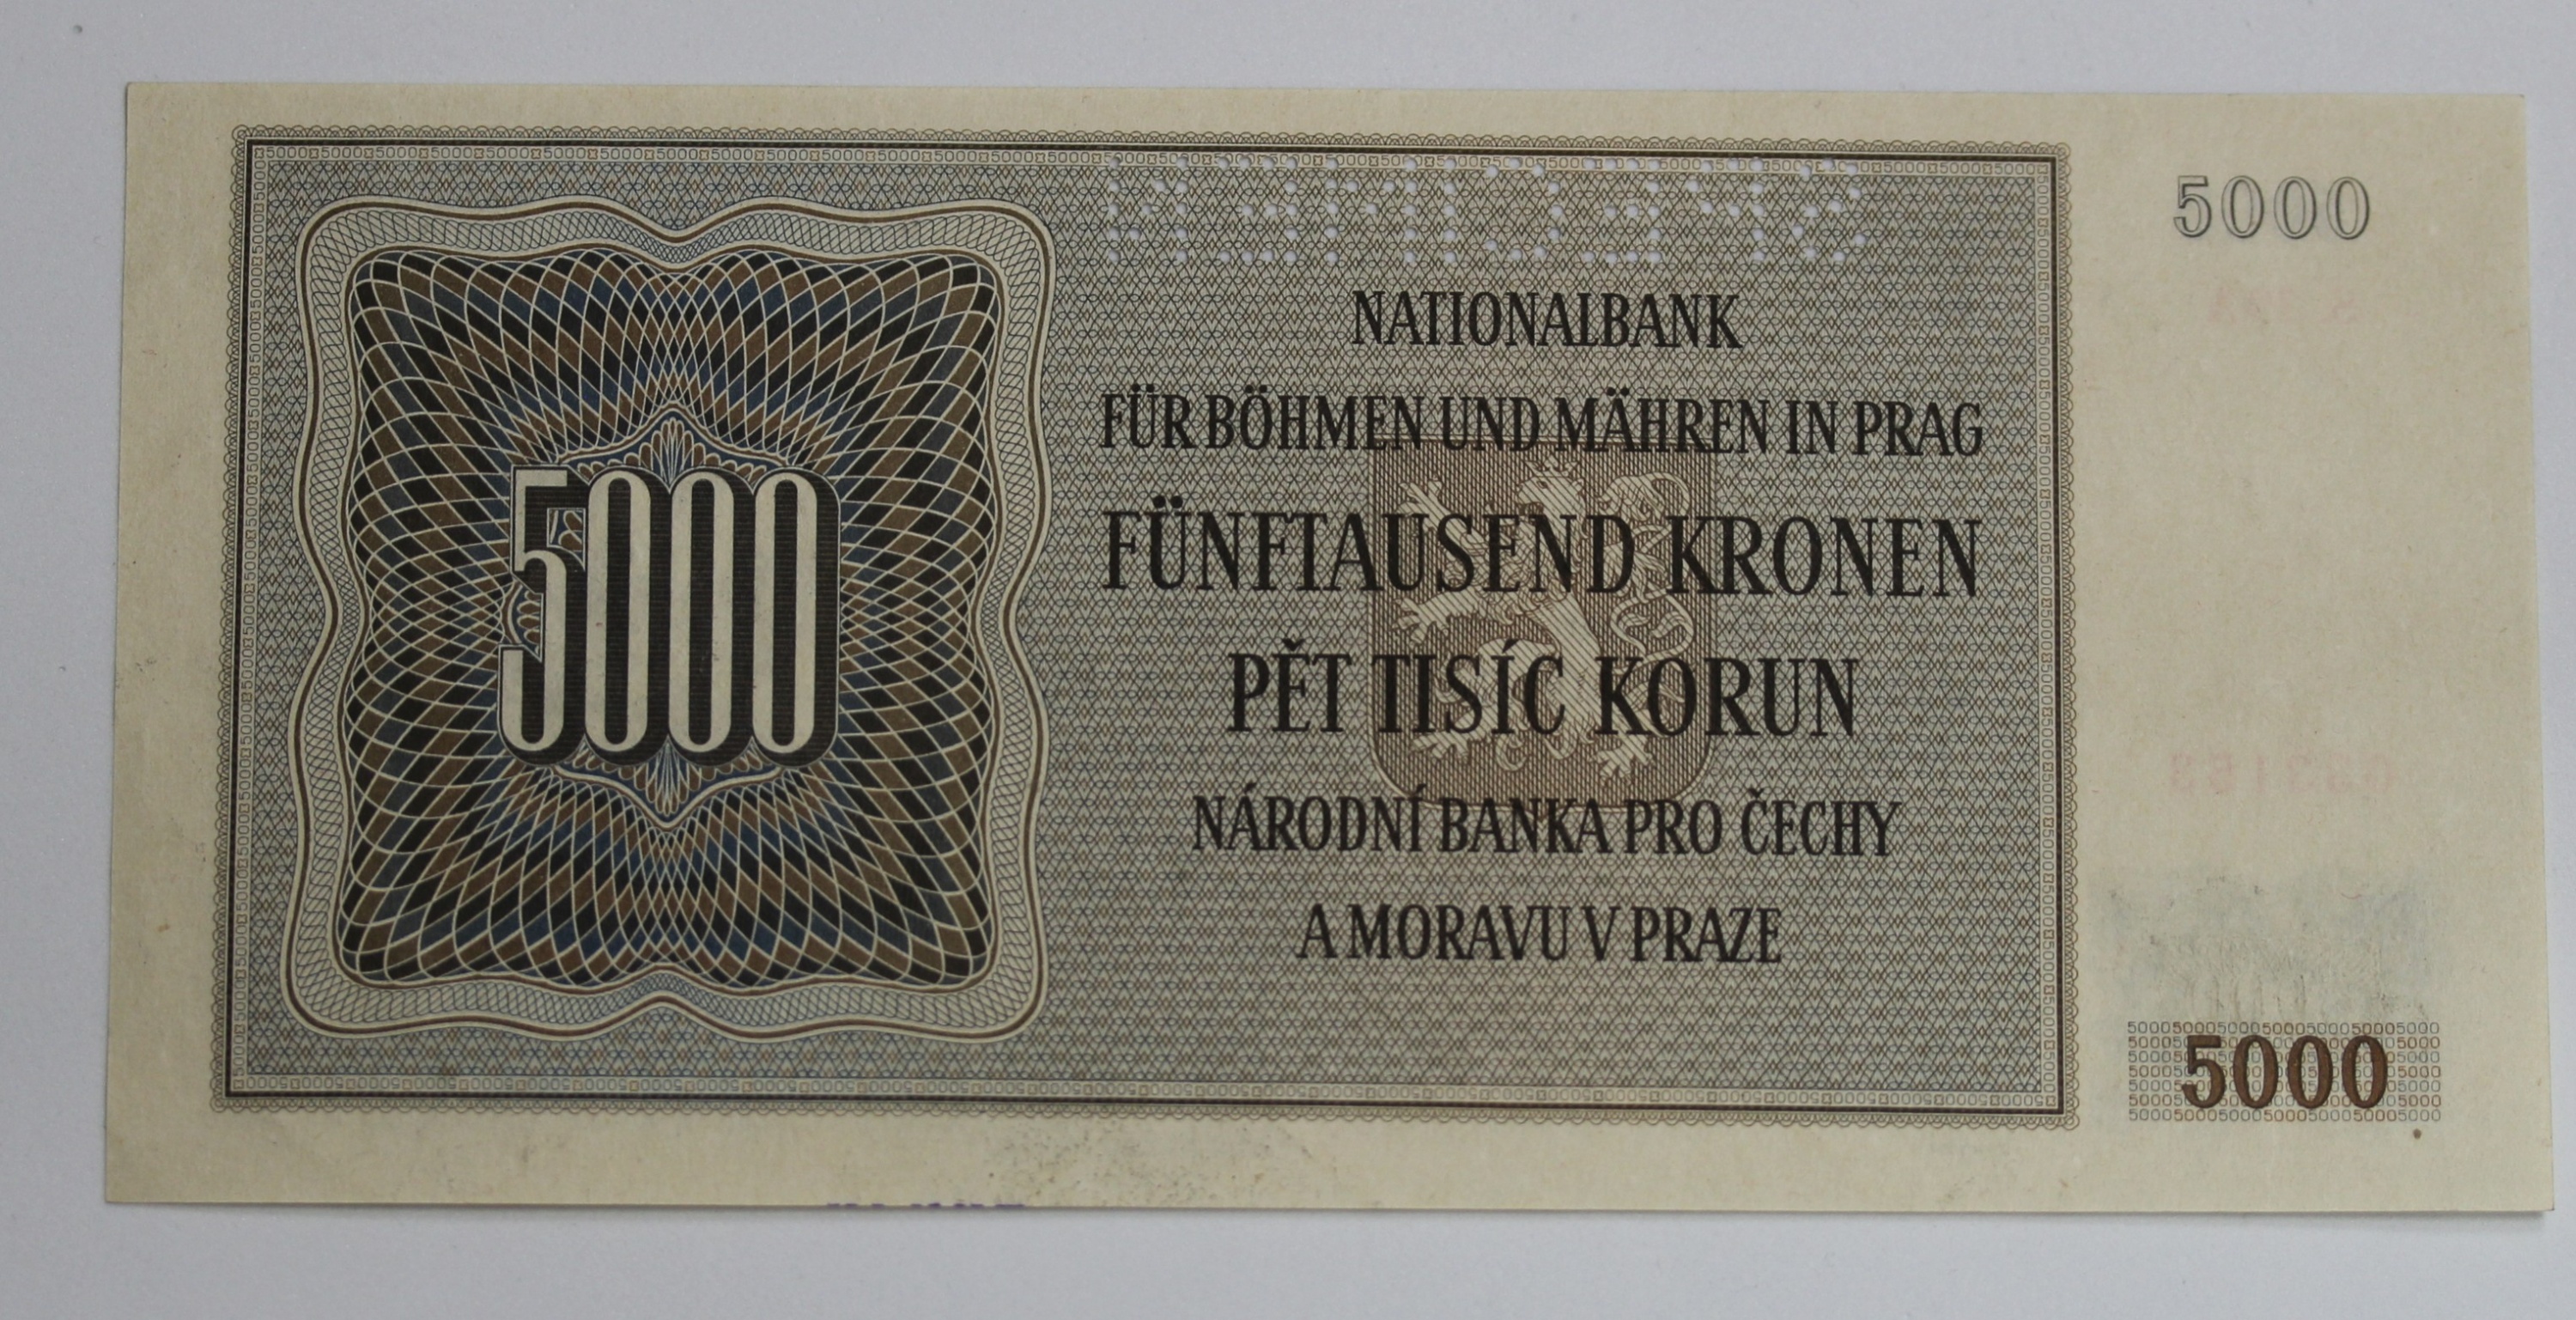 SPECIMEN
5000
NATIONALBANK
FÜR BÖHMEN UND MÄHREN IN PRAG
FÜNFTAUSEND KRONEN
PĚT TISÍC KORUN
NÁRODNÍ BANKA PRO ČECHY
A MORAVU V PRAZE
5000
5000